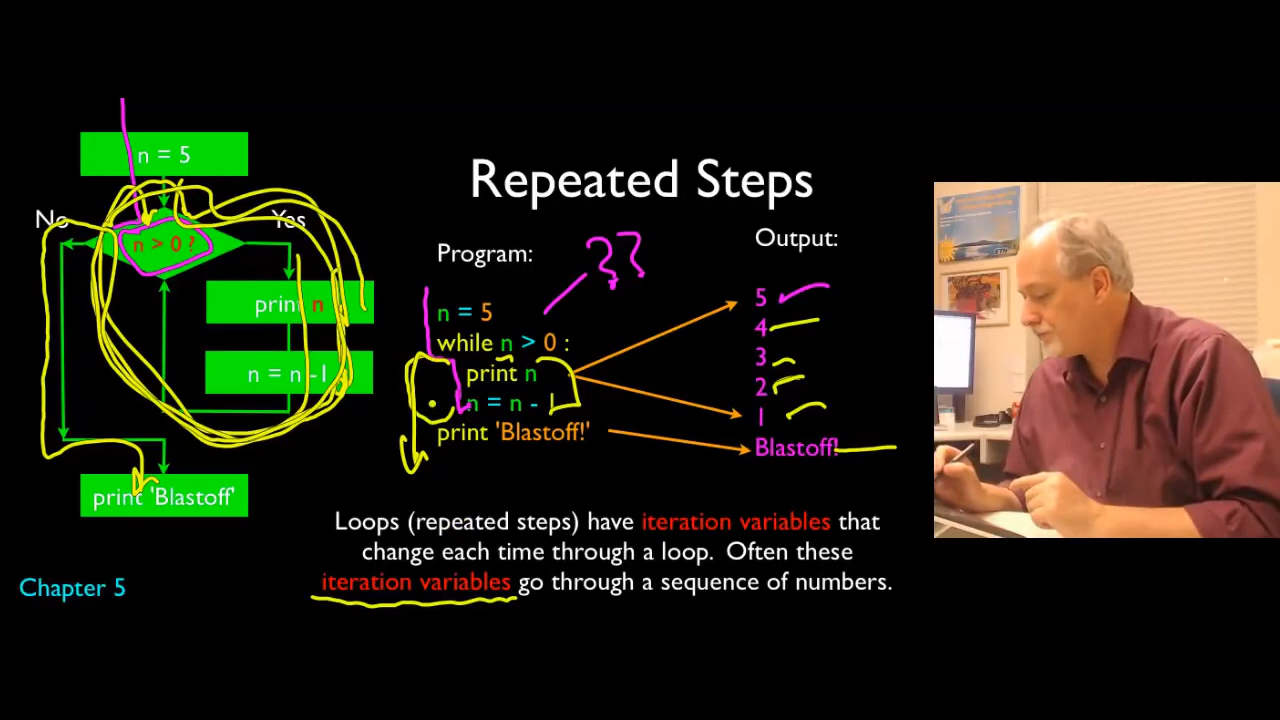 Repeated Steps
n = 5
No
Yes
n > 0 ?
print n
n = n -1
print 'Blastoff'
Program:
n = 5
while n > 0 :
print n
n = n - 1
print 'Blastoff!'
??
Output:
5
4
3
2
1
Blastoff!
Loops (repeated steps) have iteration variables that
change each time through a loop. Often these
iteration variables go through a sequence of numbers.
Chapter 5